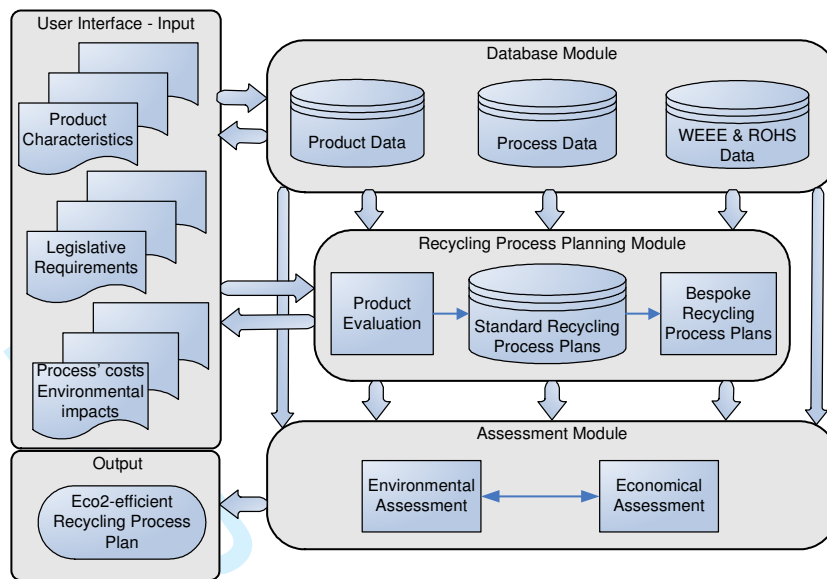 User Interface - Input
Product
Characteristics
Legislative
Requirements
Process' costs
Environmental
impacts
Output
Eco2-efficient
Recycling Process
Plan
Database Module
Product Data
Process Data
WEEE & ROHS
Data
Recycling Process Planning Module
Product
Evaluation
Standard Recycling
Process Plans
Bespoke
Recycling
Process Plans
Assessment Module
Environmental
Assessment
Economical
Assessment